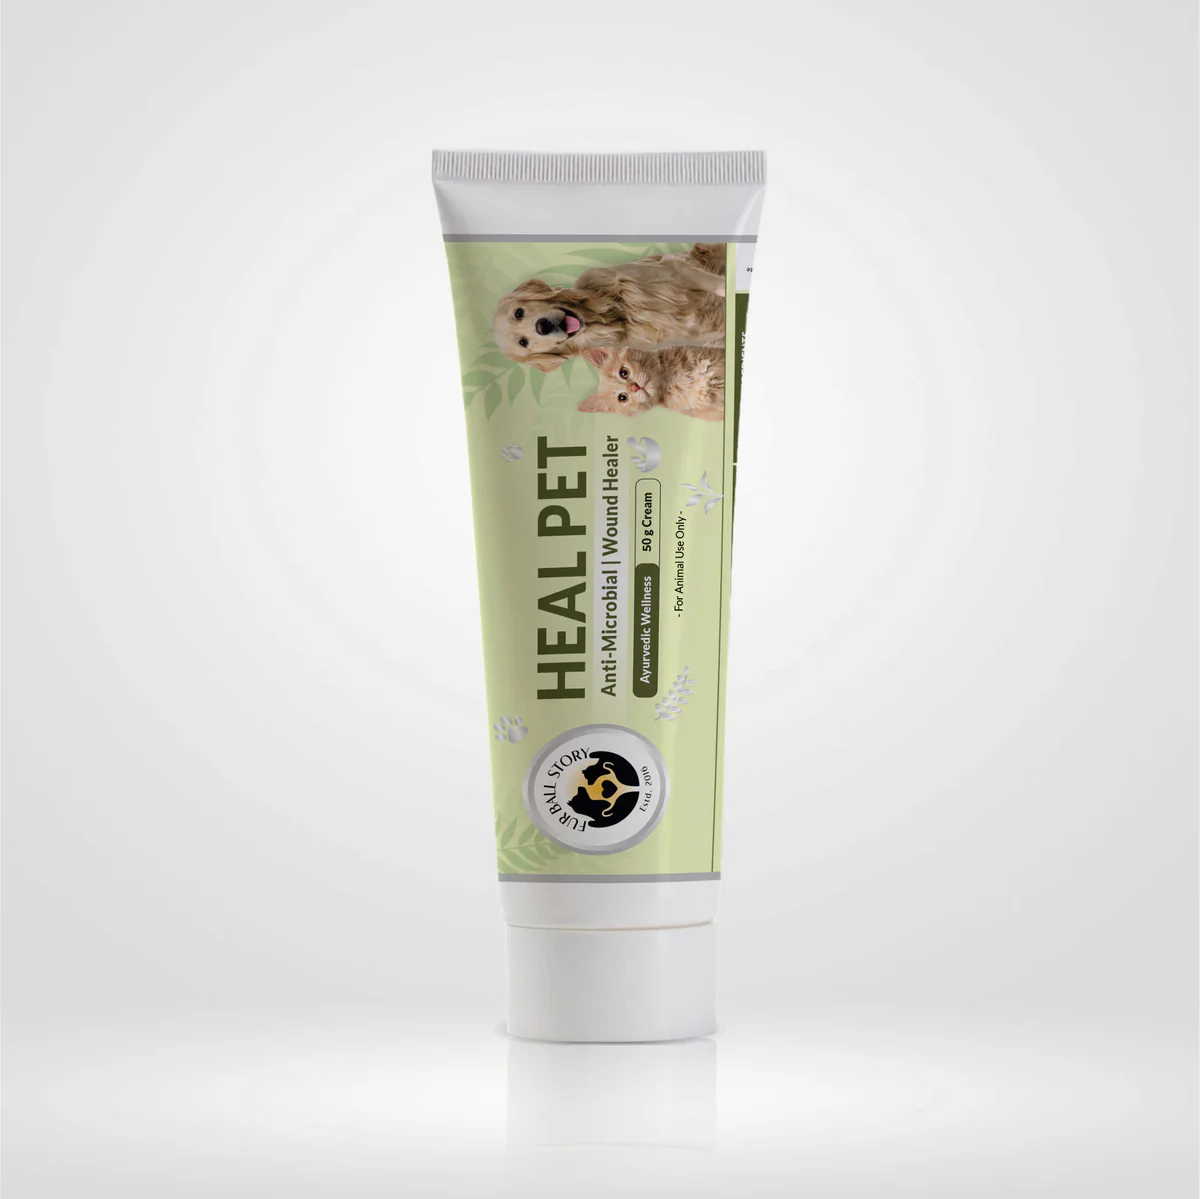 HEAL PET
Anti-Microbial | Wound Healer
Ayurvedic Wellness
50 g Cream
- For Animal Use Only -
FUR BALL STORY
Estd. 2016